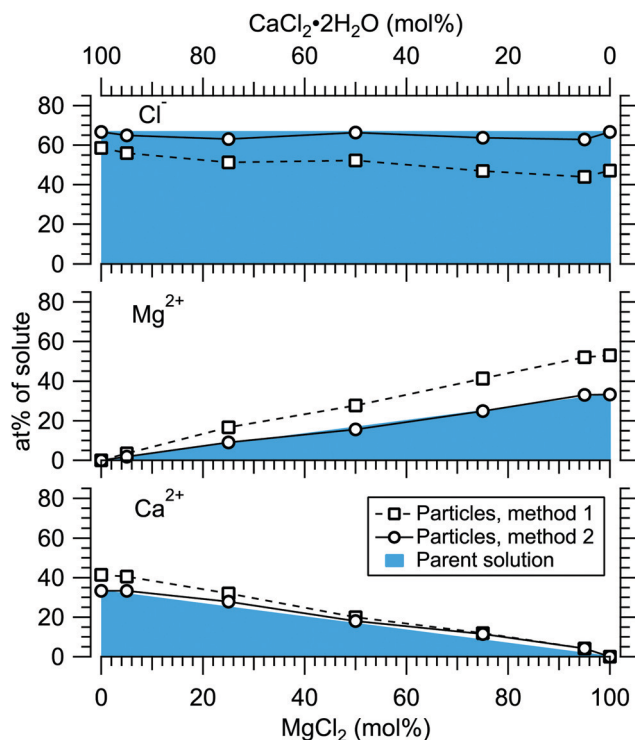 CaCl₂•2H₂O (mol%)
100 80 60 40 20 0
Cl⁻
80
60
40
20
0
at% of solute
Mg²⁺
80
60
40
20
0
Ca²⁺
80
60
40
20
0
Particles, method 1
Particles, method 2
Parent solution
0 20 40 60 80 100
MgCl₂ (mol%)